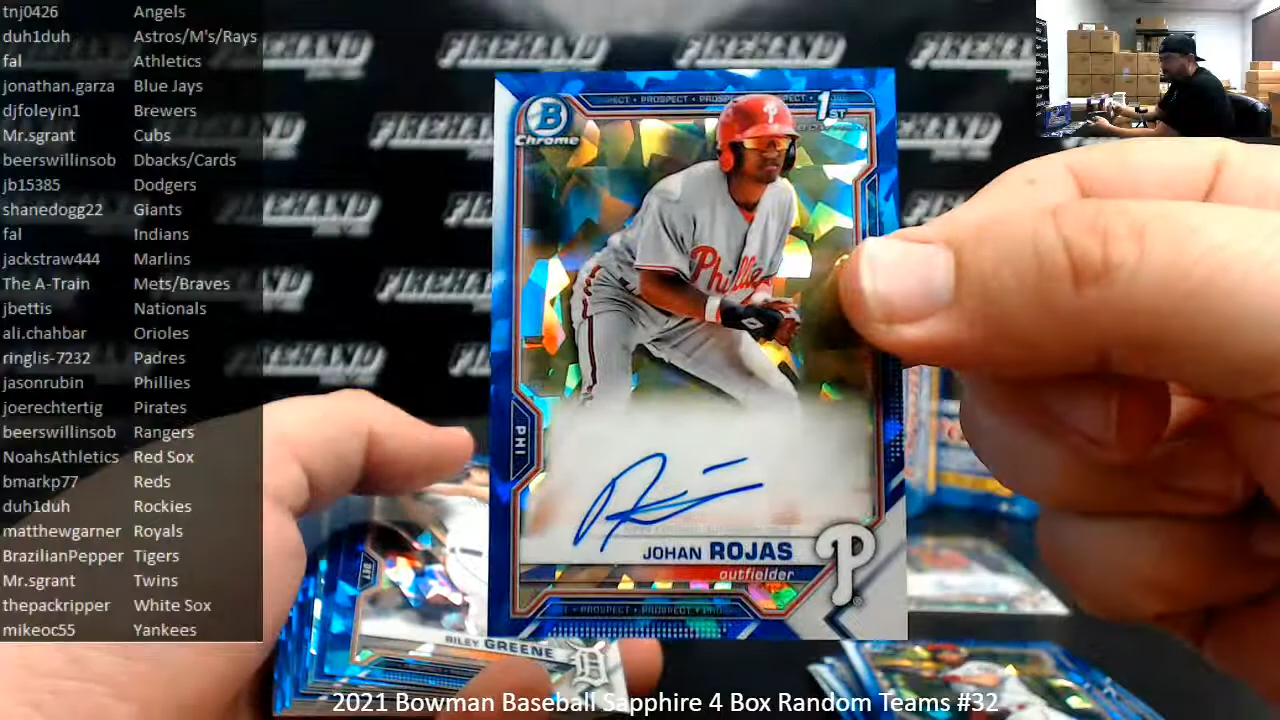 tnj0426 Angels
duh1duh Astros/M's/Rays
fal Athletics
jonathan.garza Blue Jays
djfoleyin1 Brewers
Mr.sgrant Cubs
beerswillinsob Dbacks/Cards
jb15385 Dodgers
shanedogg22 Giants
fal Indians
jackstraw444 Marlins
The A-Train Mets/Braves
jbettis Nationals
ali.chahbar Orioles
ringlis-7232 Padres
jasonrubin Phillies
joerechtertig Pirates
beerswillinsob Rangers
NoahsAthletics Red Sox
bmarkp77 Reds
duh1duh Rockies
matthewgarner Royals
BrazilianPepper Tigers
Mr.sgrant Twins
thepackripper White Sox
mikeoc55 Yankees
FIREHAND
PROSPECT
1ST
BOWMAN
B
Chrome
P
Phillies
PHI
JOHAN ROJAS
outfielder
P
PROSPECT • PROSPECT
DET
RILEY GREENE
D
2021 Bowman Baseball Sapphire 4 Box Random Teams #32